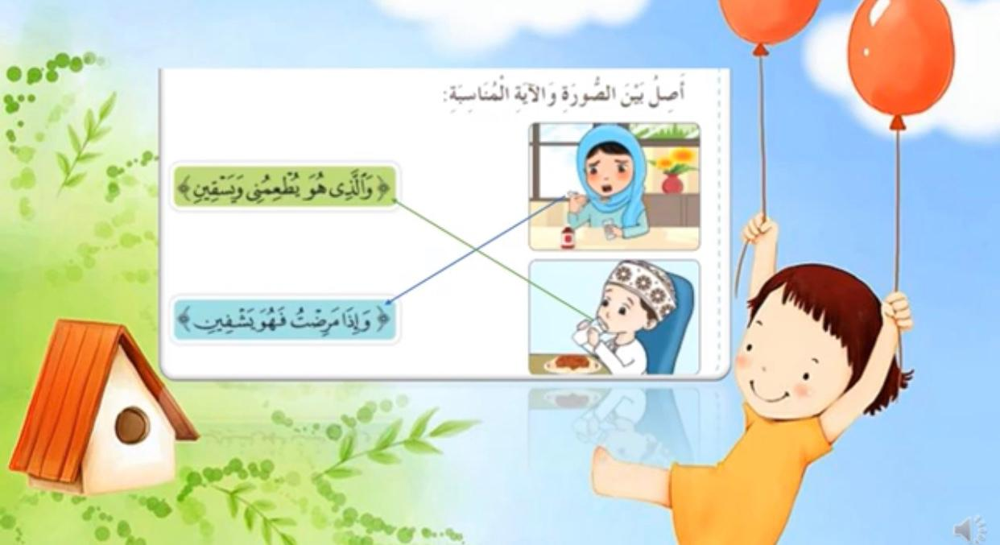 أَصِلُ بَيْنَ الصُّورَةِ وَالْآيَةِ الْمُنَاسِبَةِ:
﴿وَٱلَّذِى هُوَ يُطْعِمُنِى وَيَسْقِينِ﴾
﴿وَإِذَا مَرِضْتُ فَهُوَ يَشْفِينِ﴾